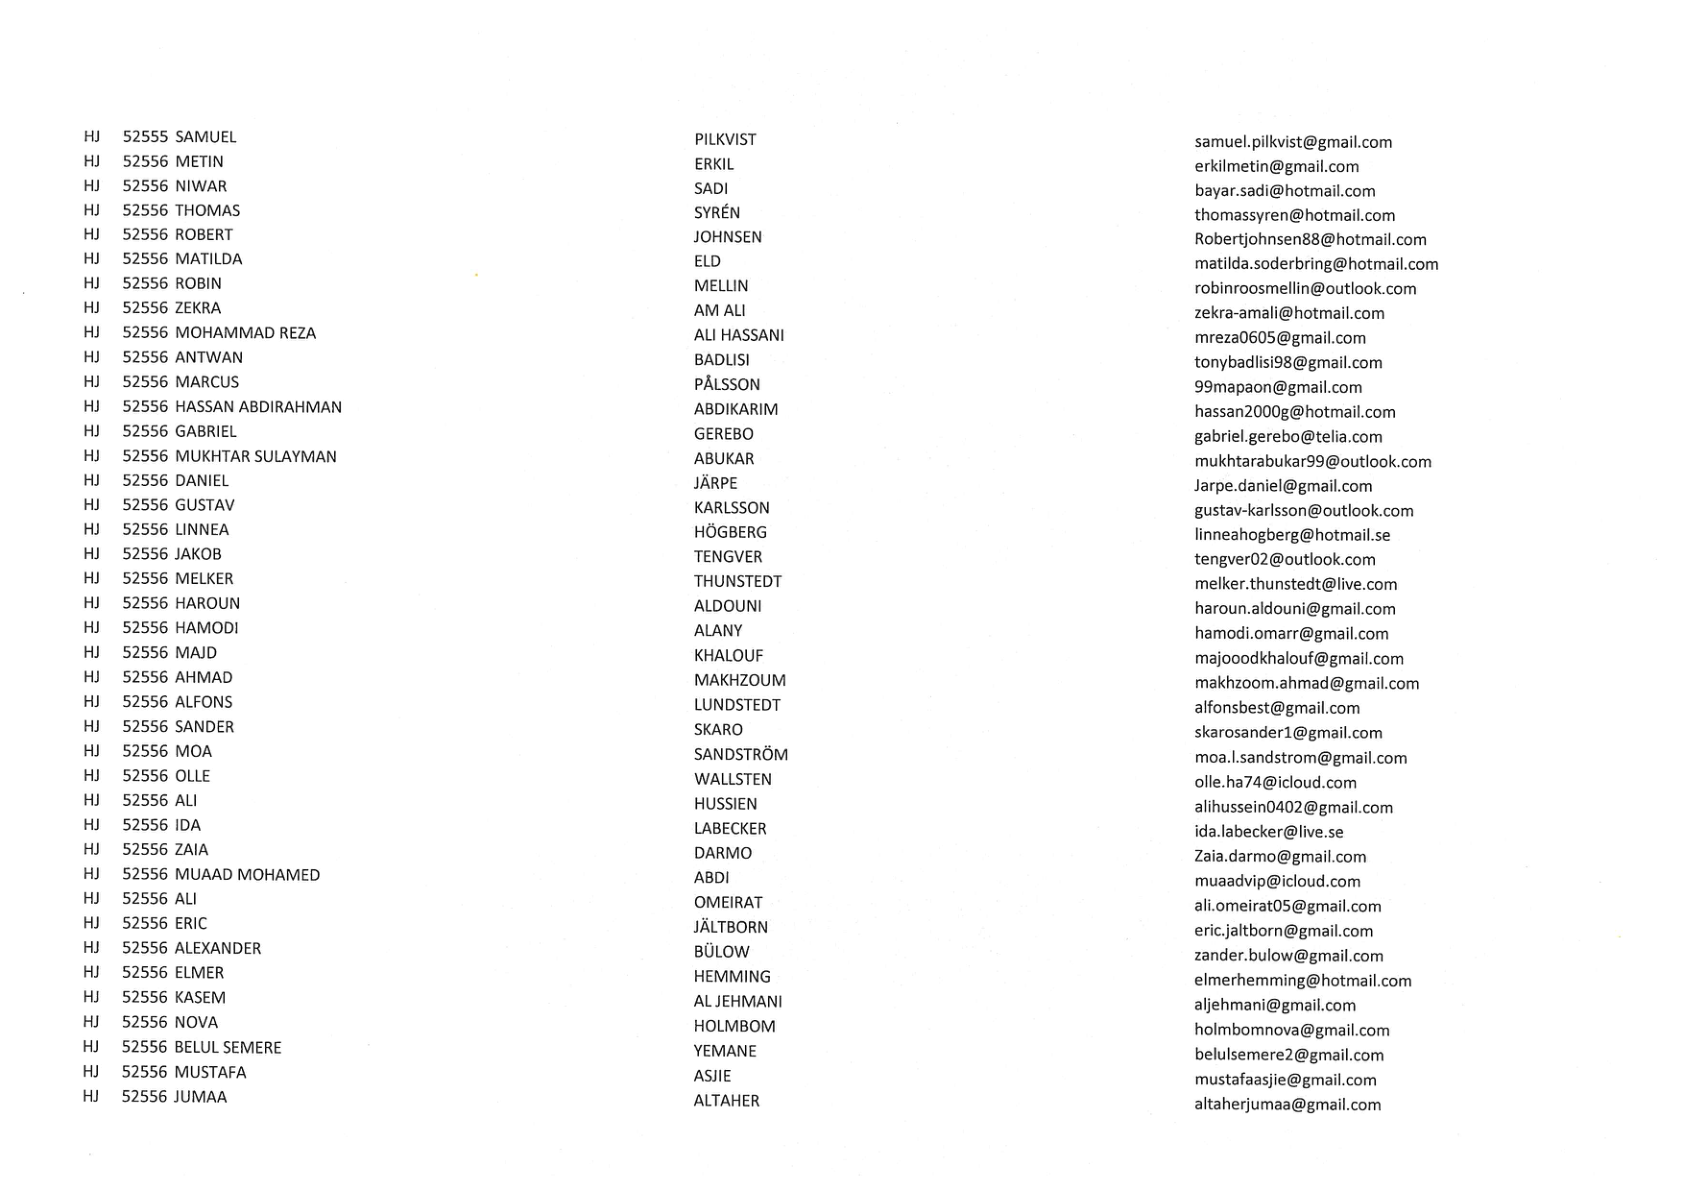 HJ 52555 SAMUEL PILKVIST samuel.pilkvist@gmail.com
HJ 52556 METIN ERKIL erkilmetin@gmail.com
HJ 52556 NIWAR SADI bayar.sadi@hotmail.com
HJ 52556 THOMAS SYRÉN thomassyren@hotmail.com
HJ 52556 ROBERT JOHNSEN Robertjohnsen88@hotmail.com
HJ 52556 MATILDA ELD matilda.soderbring@hotmail.com
HJ 52556 ROBIN MELLIN robinroosmellin@outlook.com
HJ 52556 ZEKRA AM ALI zekra-amali@hotmail.com
HJ 52556 MOHAMMAD REZA ALI HASSANI mreza0605@gmail.com
HJ 52556 ANTWAN BADLISI tonybadlisi98@gmail.com
HJ 52556 MARCUS PÅLSSON 99mapaon@gmail.com
HJ 52556 HASSAN ABDIRAHMAN ABDIKARIM hassan2000g@hotmail.com
HJ 52556 GABRIEL GEREBO gabriel.gerebo@telia.com
HJ 52556 MUKHTAR SULAYMAN ABUKAR mukhtarabukar99@outlook.com
HJ 52556 DANIEL JÄRPE Jarpe.daniel@gmail.com
HJ 52556 GUSTAV KARLSSON gustav-karlsson@outlook.com
HJ 52556 LINNEA HÖGBERG linneahogberg@hotmail.se
HJ 52556 JAKOB TENGVER tengver02@outlook.com
HJ 52556 MELKER THUNSTEDT melker.thunstedt@live.com
HJ 52556 HAROUN ALDOUNI haroun.aldouni@gmail.com
HJ 52556 HAMODI ALANY hamodi.omarr@gmail.com
HJ 52556 MAJD KHALOUF majooodkhalouf@gmail.com
HJ 52556 AHMAD MAKHZOUM makhzoom.ahmad@gmail.com
HJ 52556 ALFONS LUNDSTEDT alfonsbest@gmail.com
HJ 52556 SANDER SKARO skarosander1@gmail.com
HJ 52556 MOA SANDSTRÖM moa.l.sandstrom@gmail.com
HJ 52556 OLLE WALLSTEN olle.ha74@icloud.com
HJ 52556 ALI HUSSIEN alihussein0402@gmail.com
HJ 52556 IDA LABECKER ida.labecker@live.se
HJ 52556 ZAIA DARMO Zaia.darmo@gmail.com
HJ 52556 MUAAD MOHAMED ABDI muaadvip@icloud.com
HJ 52556 ALI OMEIRAT ali.omeirat05@gmail.com
HJ 52556 ERIC JÄLTBORN eric.jaltborn@gmail.com
HJ 52556 ALEXANDER BÜLOW zander.bulow@gmail.com
HJ 52556 ELMER HEMMING elmerhemming@hotmail.com
HJ 52556 KASEM AL JEHMANI aljehmani@gmail.com
HJ 52556 NOVA HOLMBOM holmbomnova@gmail.com
HJ 52556 BELUL SEMERE YEMANE belulsemere2@gmail.com
HJ 52556 MUSTAFA ASJIE mustafaasjie@gmail.com
HJ 52556 JUMAA ALTAHER altaherjumaa@gmail.com